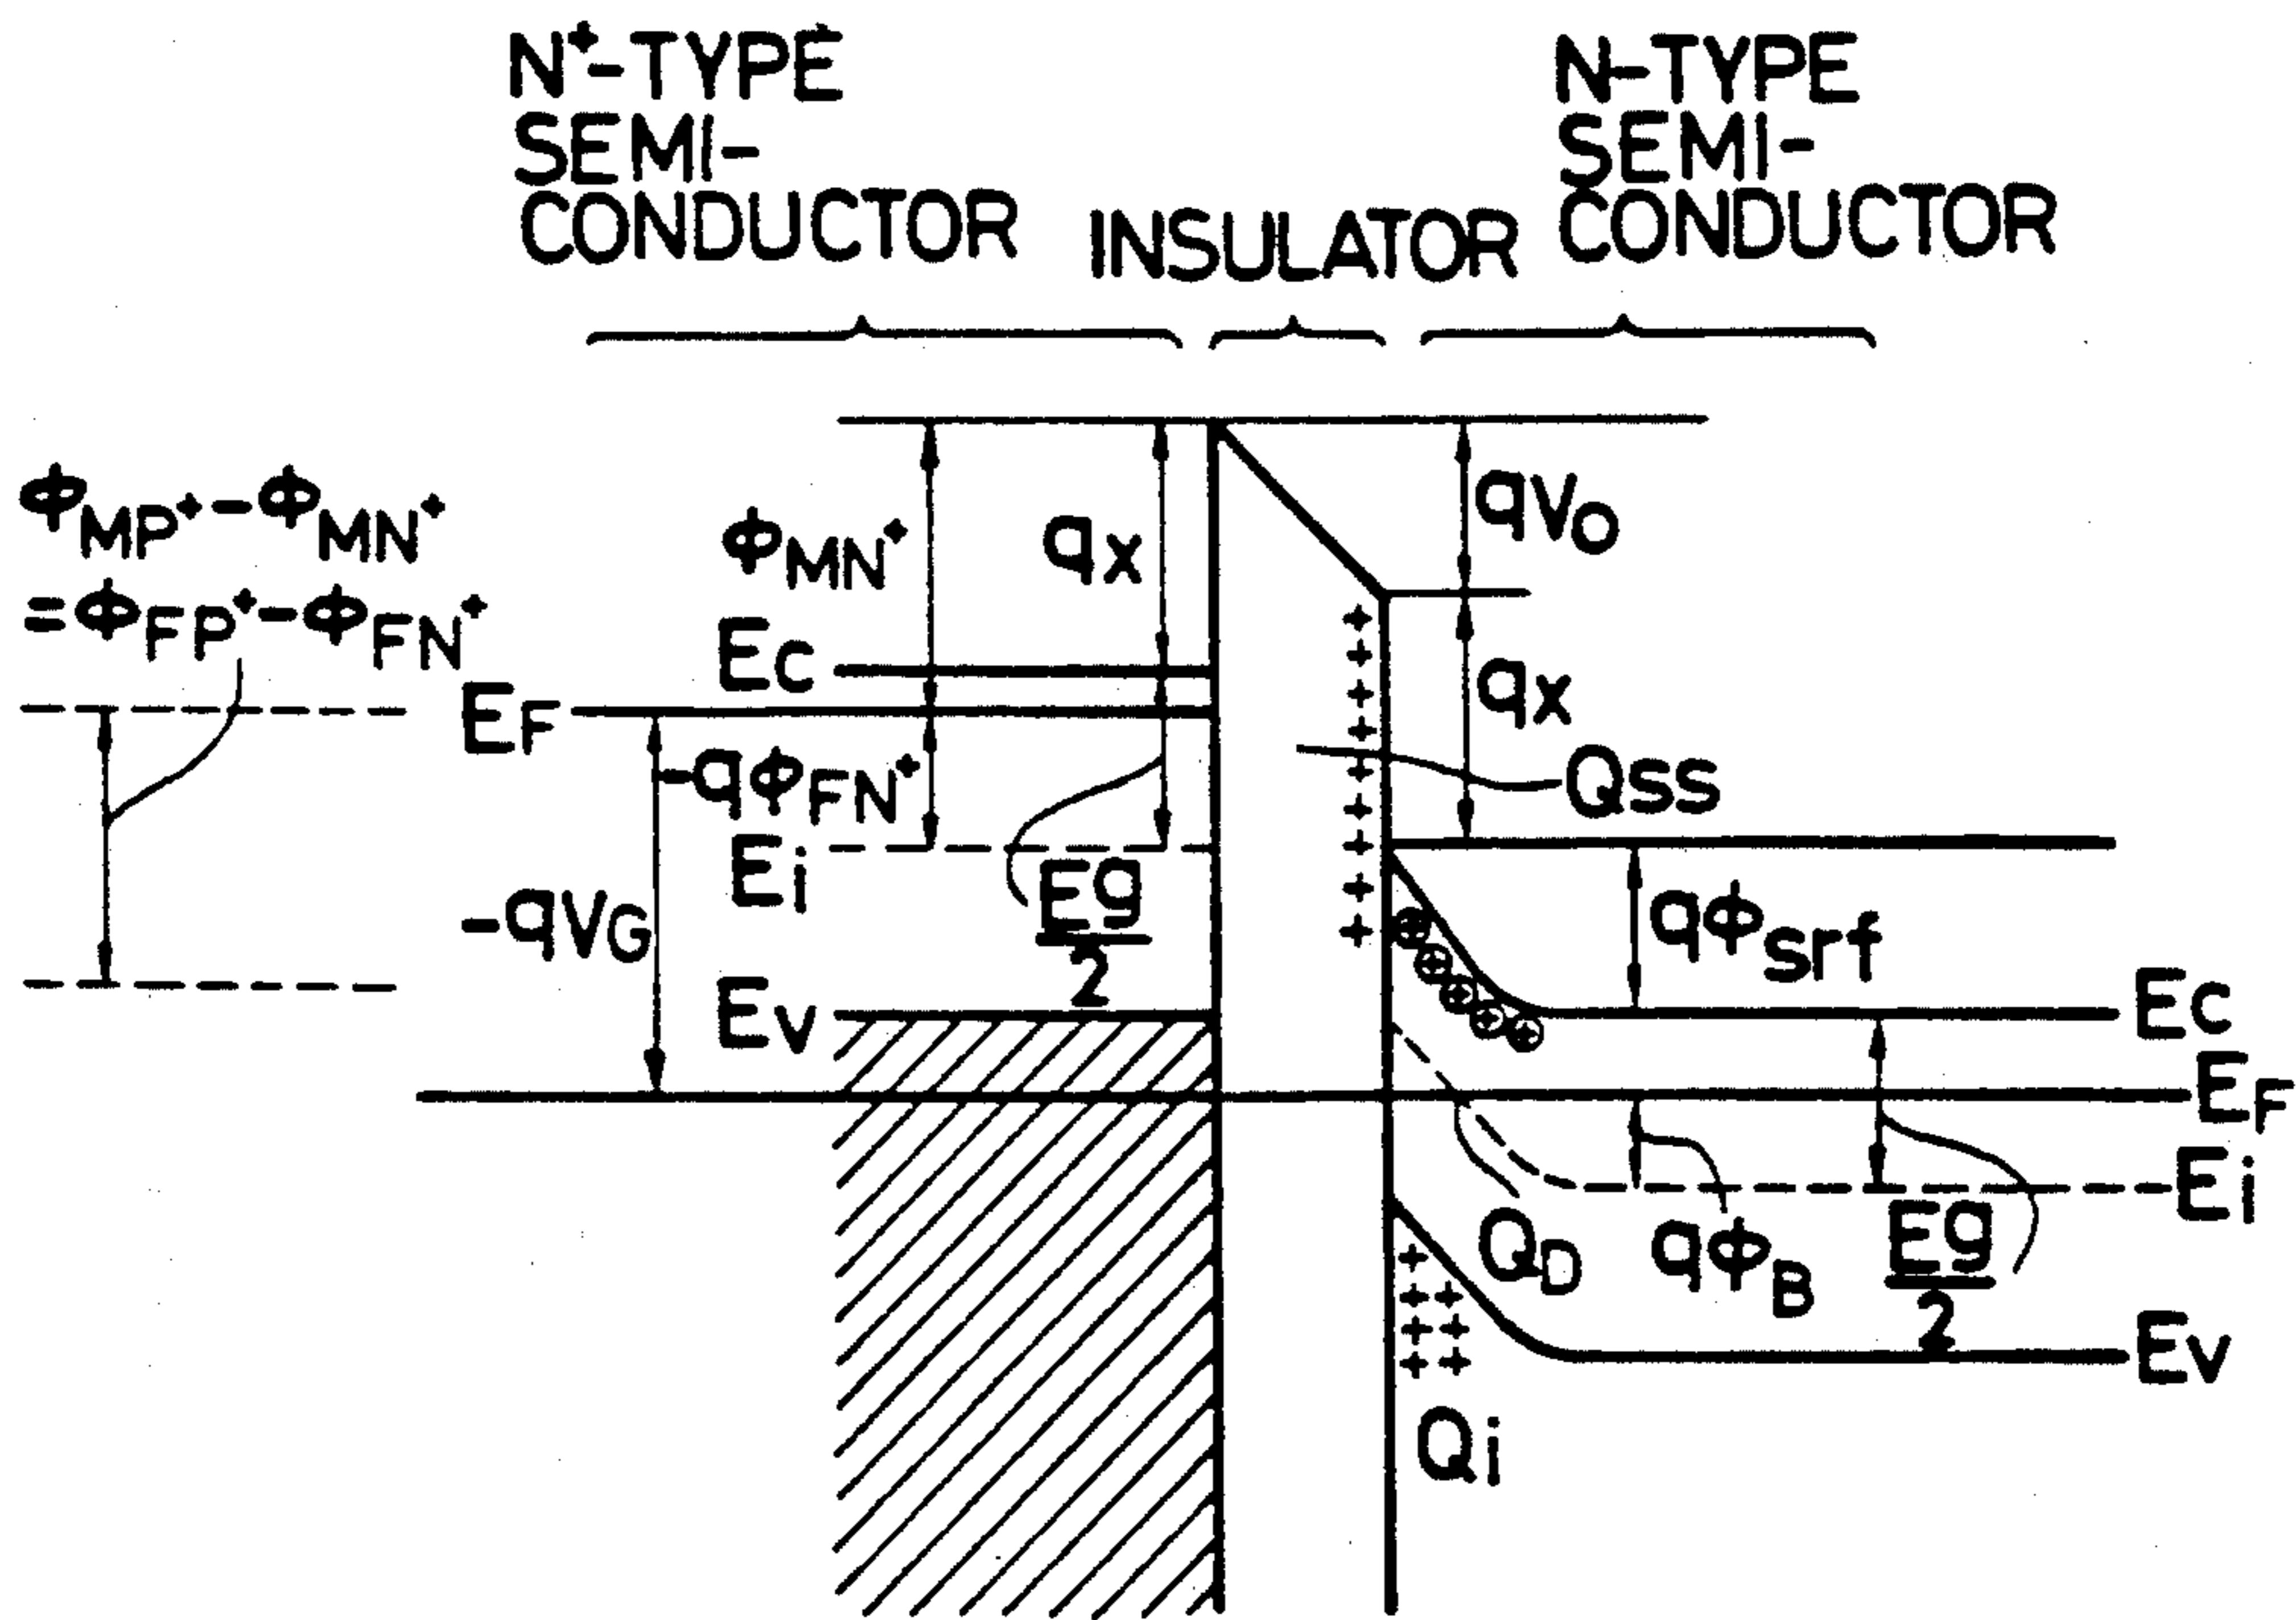 N⁺-TYPE
SEMI-
CONDUCTOR
INSULATOR
N-TYPE
SEMI-
CONDUCTOR
ΦMP⁺-ΦMN⁺
=ΦFP⁺-ΦFN⁺
ΦMN⁺
qx
qVo
Ec
qx
EF
-qΦFN⁺
Qss
Ei
Eg
2
-qVG
qΦsrf
Ev
Ec
EF
Ei
QD
qΦB
Eg
2
Ev
Qi